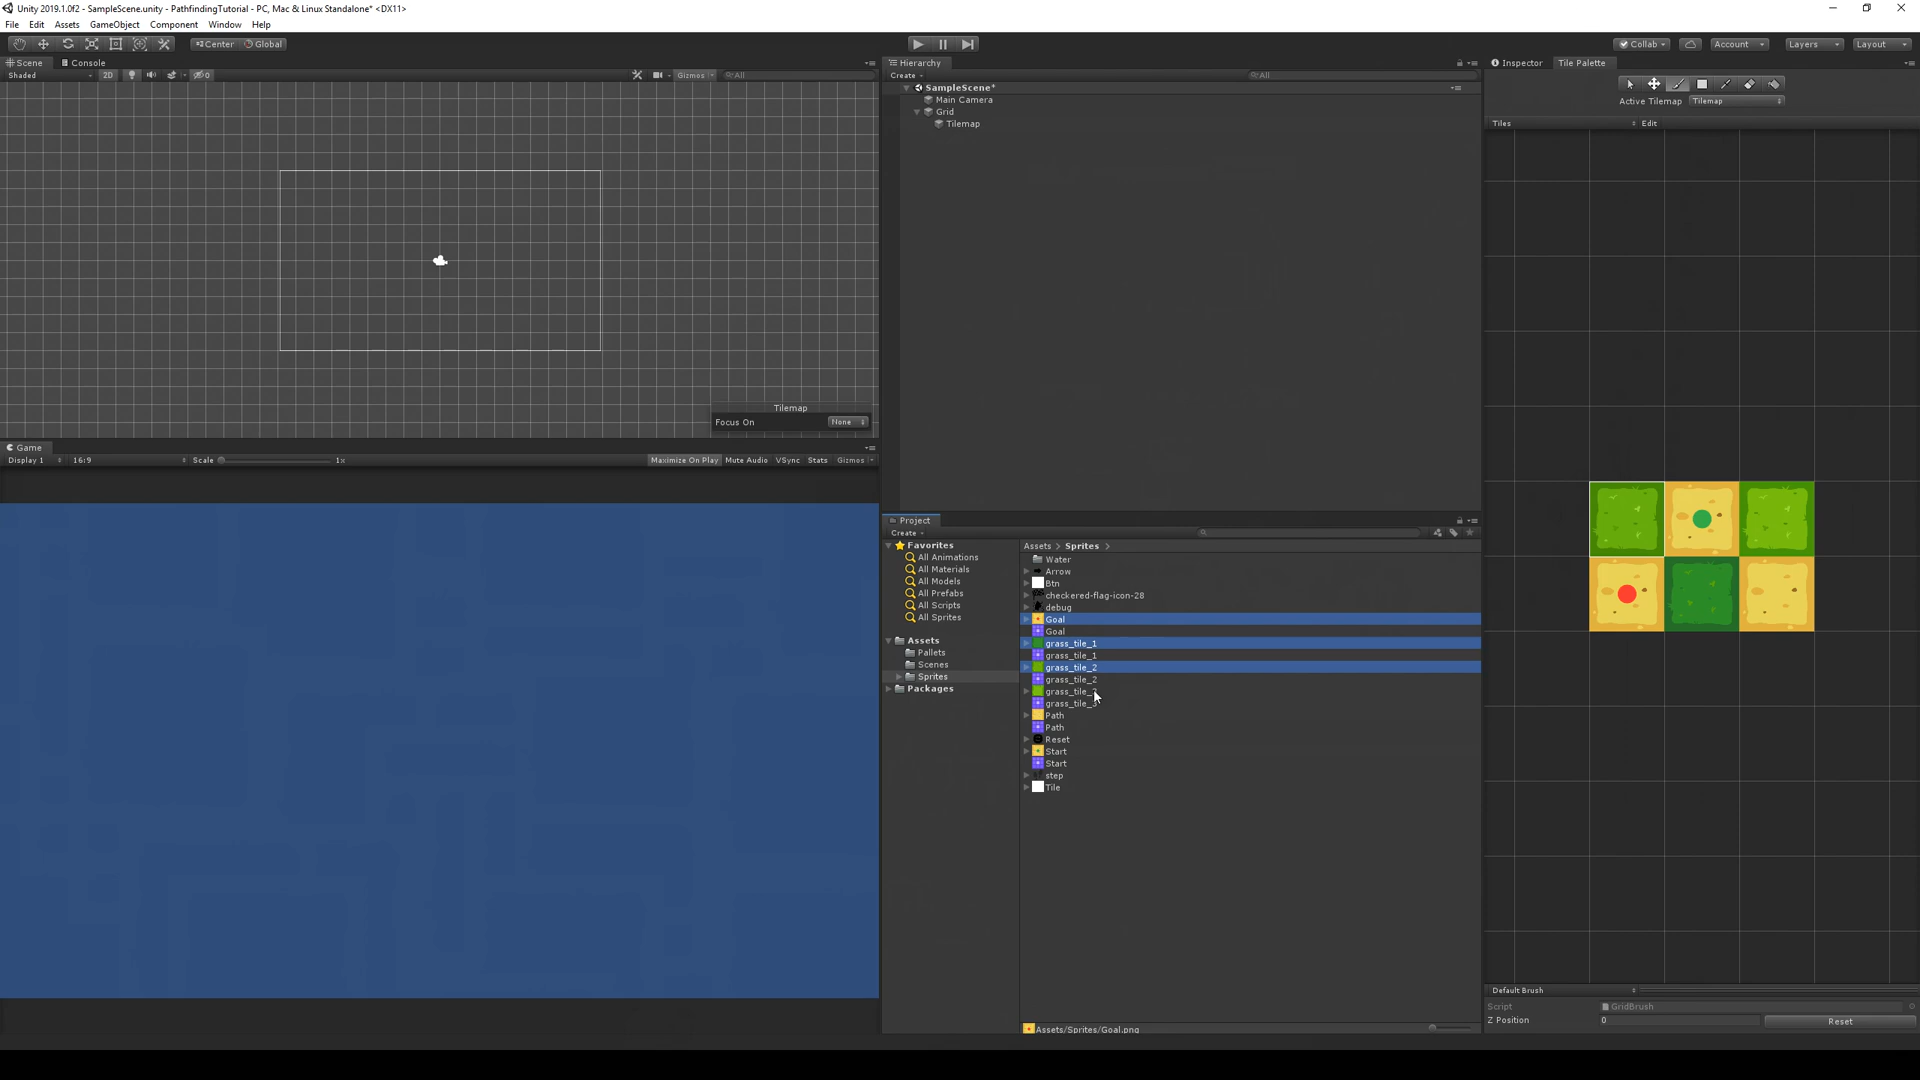 Unity 2019.1.0f2 - SampleScene.unity - PathfindingTutorial - PC, Mac & Linux Standalone* <DX11>
File Edit Assets GameObject Component Window Help
Center Global
Collab Account Layers Layout
Scene Console
Shaded 2D 0 Gizmos All
Tilemap
Focus On None
Game
Display 1 16:9 Scale 1x Maximize On Play Mute Audio VSync Stats Gizmos
Hierarchy
Create All
SampleScene*
Main Camera
Grid
Tilemap
Project
Create
Favorites
All Animations
All Materials
All Models
All Prefabs
All Scripts
All Sprites
Assets
Pallets
Scenes
Sprites
Packages
Assets > Sprites >
Water
Arrow
Btn
checkered-flag-icon-28
debug
Goal
Goal
grass_tile_1
grass_tile_1
grass_tile_2
grass_tile_2
grass_tile_
grass_tile_3
Path
Path
Reset
Start
Start
step
Tile
Assets/Sprites/Goal.png
Inspector Tile Palette
Active Tilemap Tilemap
Tiles Edit
Default Brush
Script GridBrush
Z Position 0 Reset